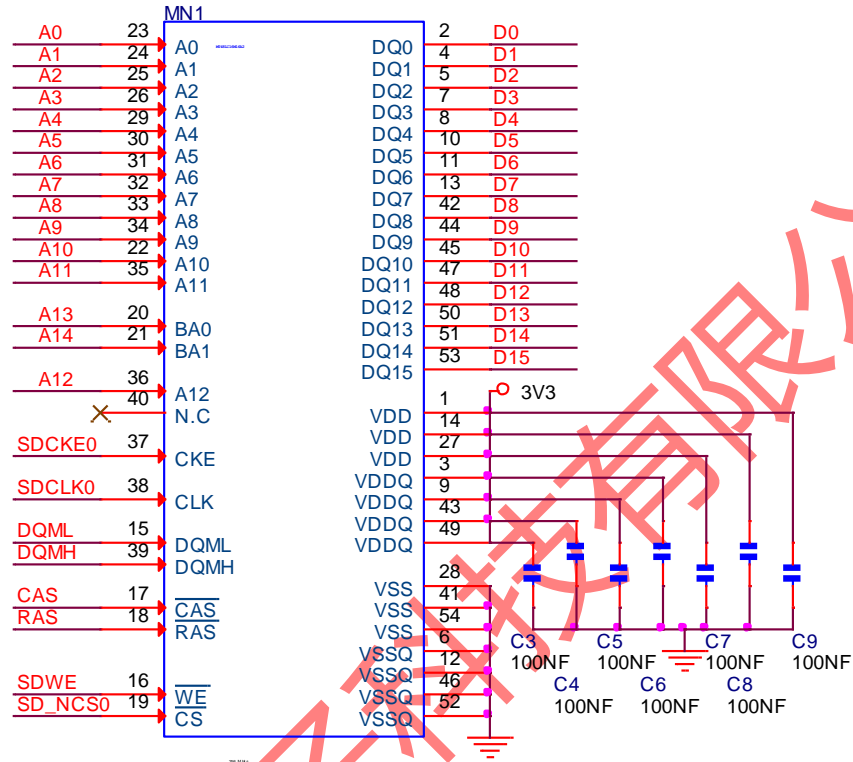 MN1
A0 23 A0 DQ0 2 D0
A1 24 A1 DQ1 4 D1
A2 25 A2 DQ2 5 D2
A3 26 A3 DQ3 7 D3
A4 29 A4 DQ4 8 D4
A5 30 A5 DQ5 10 D5
A6 31 A6 DQ6 11 D6
A7 32 A7 DQ7 13 D7
A8 33 A8 DQ8 42 D8
A9 34 A9 DQ9 44 D9
A10 22 A10 DQ10 45 D10
A11 35 A11 DQ11 47 D11
DQ12 48 D12
A13 20 BA0 DQ13 50 D13
A14 21 BA1 DQ14 51 D14
DQ15 53 D15
A12 36 A12 3V3
40 N.C VDD 1
VDD 14
SDCKE0 37 CKE VDD 27
VDDQ 3
SDCLK0 38 CLK VDDQ 9
VDDQ 43
DQML 15 DQML VDDQ 49
DQMH 39 DQMH
VSS 28
CAS 17 CAS VSS 41
RAS 18 RAS VSS 54
VSSQ 6
VSSQ 12
SDWE 16 WE VSSQ 46
SD_NCS0 19 CS VSSQ 52
C3 C5 C7 C9
100NF 100NF 100NF 100NF
C4 C6 C8
100NF 100NF 100NF
科技有限公